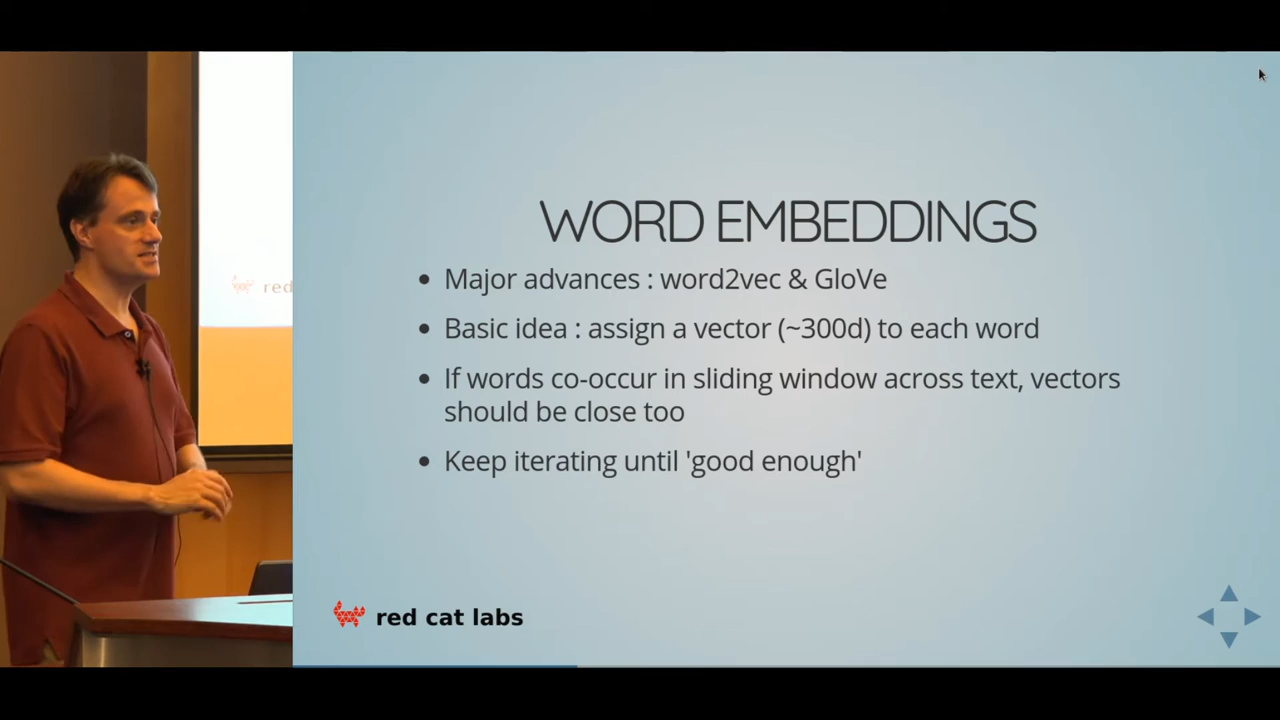 WORD EMBEDDINGS
• Major advances : word2vec & GloVe
• Basic idea : assign a vector (~300d) to each word
• If words co-occur in sliding window across text, vectors
should be close too
• Keep iterating until 'good enough'
red cat labs
red